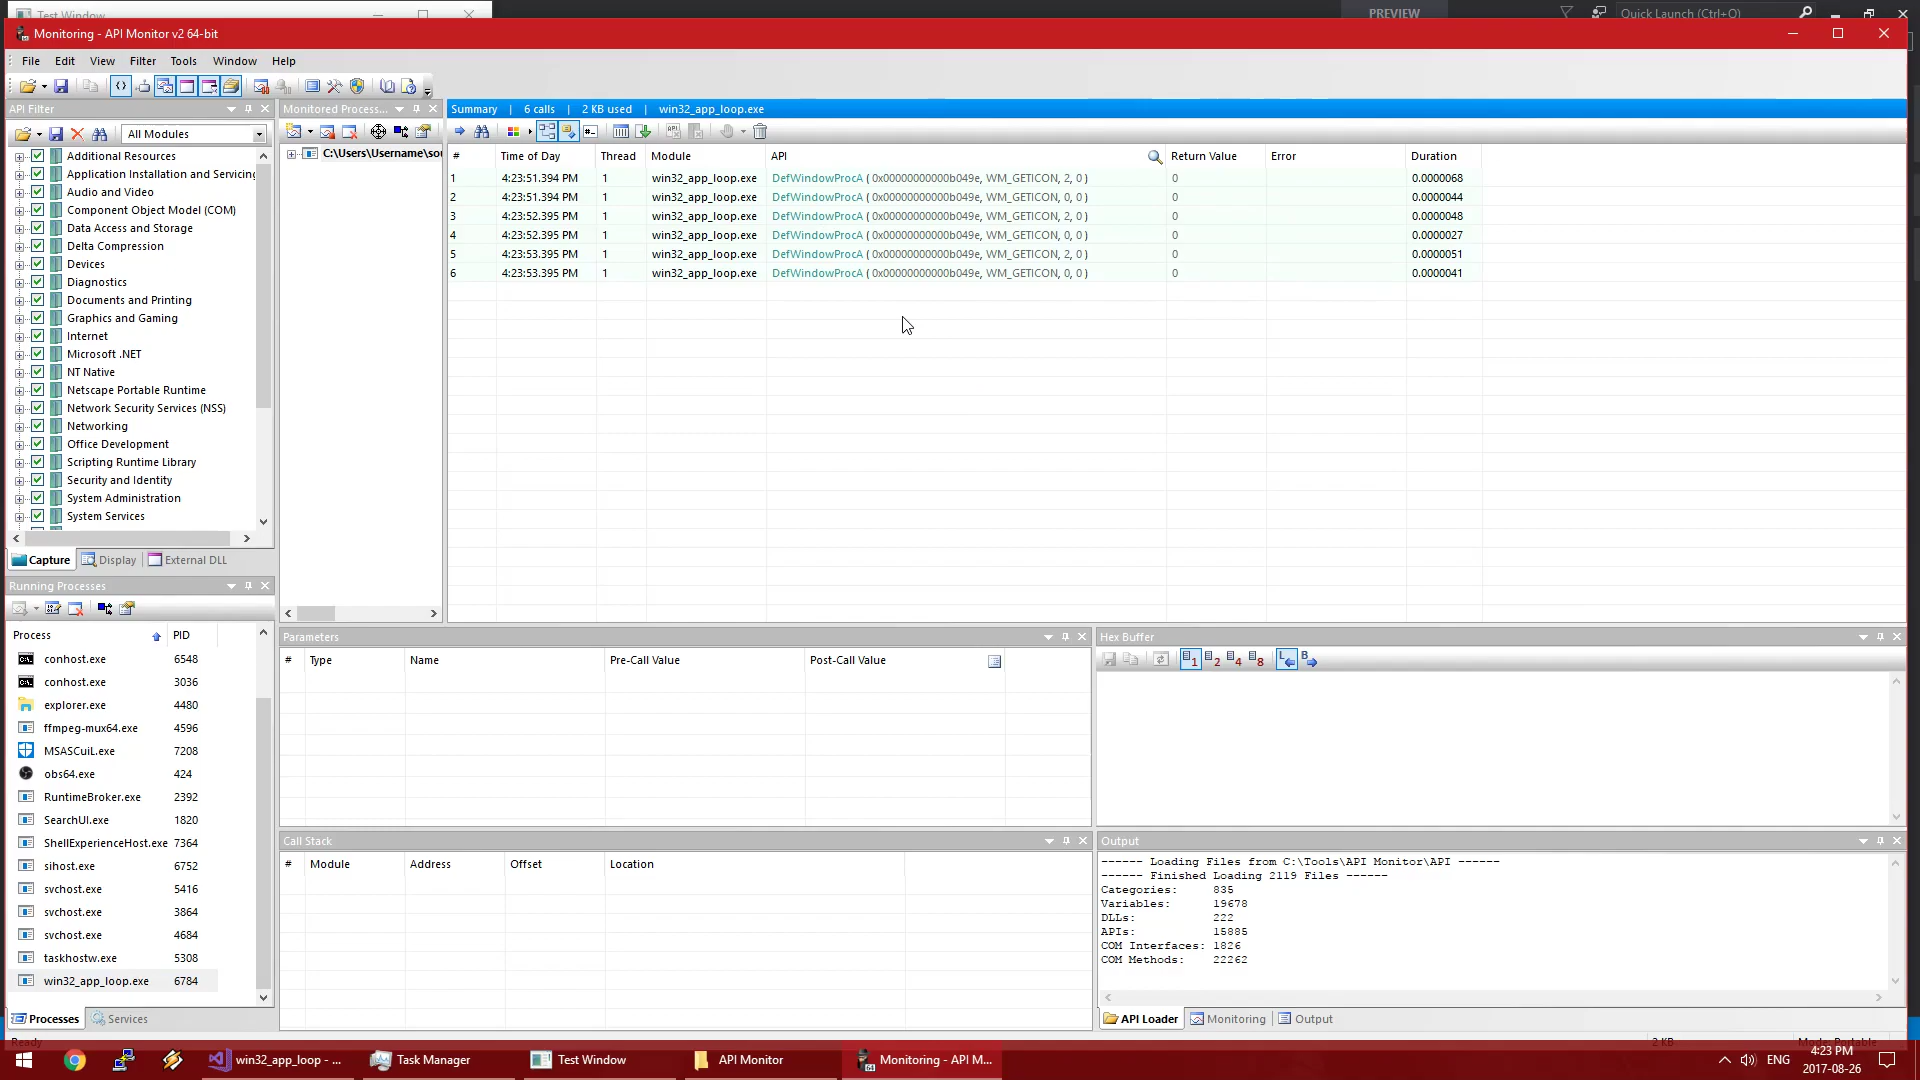 Test Window
PREVIEW
Quick Launch (Ctrl+Q)
Monitoring - API Monitor v2 64-bit
File Edit View Filter Tools Window Help
API Filter
All Modules
Additional Resources
Application Installation and Servicing
Audio and Video
Component Object Model (COM)
Data Access and Storage
Delta Compression
Devices
Diagnostics
Documents and Printing
Graphics and Gaming
Internet
Microsoft .NET
NT Native
Netscape Portable Runtime
Network Security Services (NSS)
Networking
Office Development
Scripting Runtime Library
Security and Identity
System Administration
System Services
Capture Display External DLL
Monitored Process...
C:\Users\Username\sou
Summary | 6 calls | 2 KB used | win32_app_loop.exe
# Time of Day Thread Module API Return Value Error Duration
1 4:23:51.394 PM 1 win32_app_loop.exe DefWindowProcA ( 0x00000000000b049e, WM_GETICON, 2, 0 ) 0 0.0000068
2 4:23:51.394 PM 1 win32_app_loop.exe DefWindowProcA ( 0x00000000000b049e, WM_GETICON, 0, 0 ) 0 0.0000044
3 4:23:52.395 PM 1 win32_app_loop.exe DefWindowProcA ( 0x00000000000b049e, WM_GETICON, 2, 0 ) 0 0.0000048
4 4:23:52.395 PM 1 win32_app_loop.exe DefWindowProcA ( 0x00000000000b049e, WM_GETICON, 0, 0 ) 0 0.0000027
5 4:23:53.395 PM 1 win32_app_loop.exe DefWindowProcA ( 0x00000000000b049e, WM_GETICON, 2, 0 ) 0 0.0000051
6 4:23:53.395 PM 1 win32_app_loop.exe DefWindowProcA ( 0x00000000000b049e, WM_GETICON, 0, 0 ) 0 0.0000041
Running Processes
Process PID
conhost.exe 6548
conhost.exe 3036
explorer.exe 4480
ffmpeg-mux64.exe 4596
MSASCuiL.exe 7208
obs64.exe 424
RuntimeBroker.exe 2392
SearchUI.exe 1820
ShellExperienceHost.exe 7364
sihost.exe 6752
svchost.exe 5416
svchost.exe 3864
svchost.exe 4684
taskhostw.exe 5308
win32_app_loop.exe 6784
Processes Services
Parameters
# Type Name Pre-Call Value Post-Call Value
Hex Buffer
1 2 4 8 L B
Call Stack
# Module Address Offset Location
Output
------ Loading Files from C:\Tools\API Monitor\API ------
------ Finished Loading 2119 Files ------
Categories: 835
Variables: 19678
DLLs: 222
APIs: 15885
COM Interfaces: 1826
COM Methods: 22262
API Loader Monitoring Output
Ready 2 KB Mode: Portable
win32_app_loop - ... Task Manager Test Window API Monitor Monitoring - API M...
ENG 4:23 PM
2017-08-26